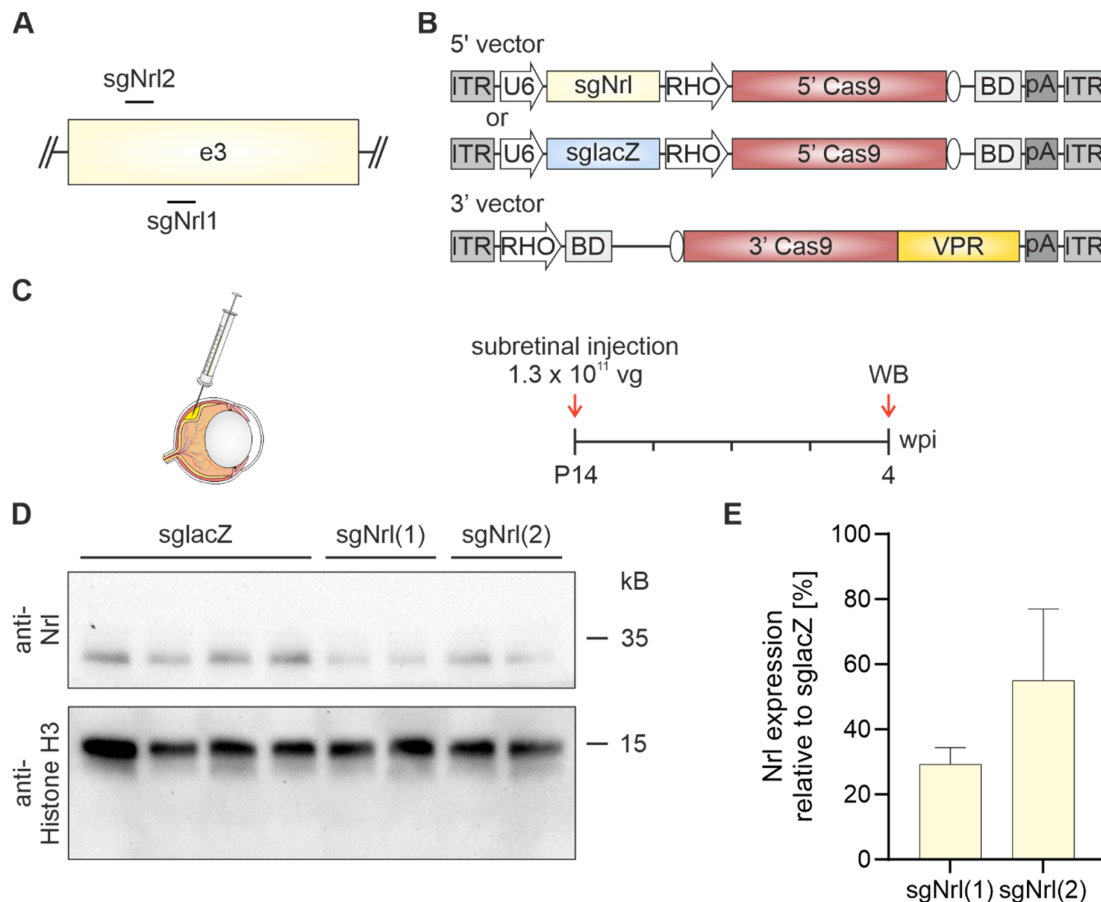 A
sgNrl2
e3
sgNrl1
B
5' vector
ITR U6 sgNrl RHO 5' Cas9 BD pA ITR
or
ITR U6 sglacZ RHO 5' Cas9 BD pA ITR
3' vector
ITR RHO BD 3' Cas9 VPR pA ITR
C
subretinal injection
1.3 x 10¹¹ vg
WB
wpi
P14 4
D
sglacZ sgNrl(1) sgNrl(2)
kB
anti-
Nrl
35
anti-
Histone H3
15
E
Nrl expression
relative to sglacZ [%]
100
80
60
40
20
0
sgNrl(1) sgNrl(2)